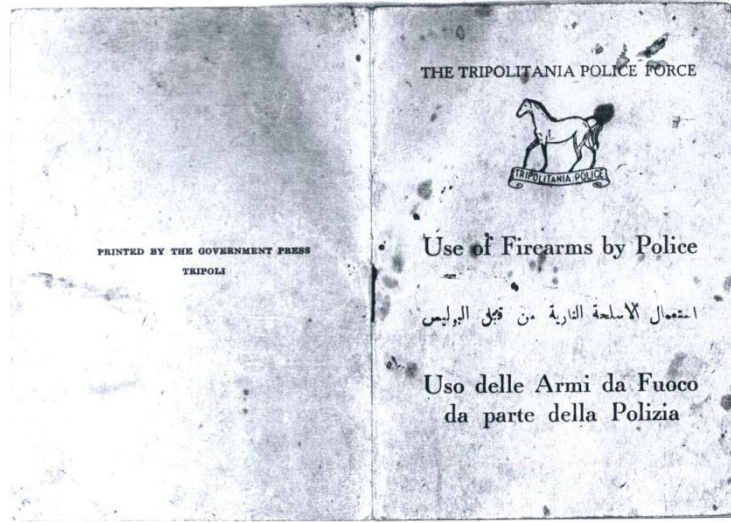 PRINTED BY THE GOVERNMENT PRESS
TRIPOLI
THE TRIPOLITANIA POLICE FORCE
TRIPOLITANIA POLICE
Use of Firearms by Police
استعمال الاسلحة النارية من قبل البوليس
Uso delle Armi da Fuoco
da parte della Polizia